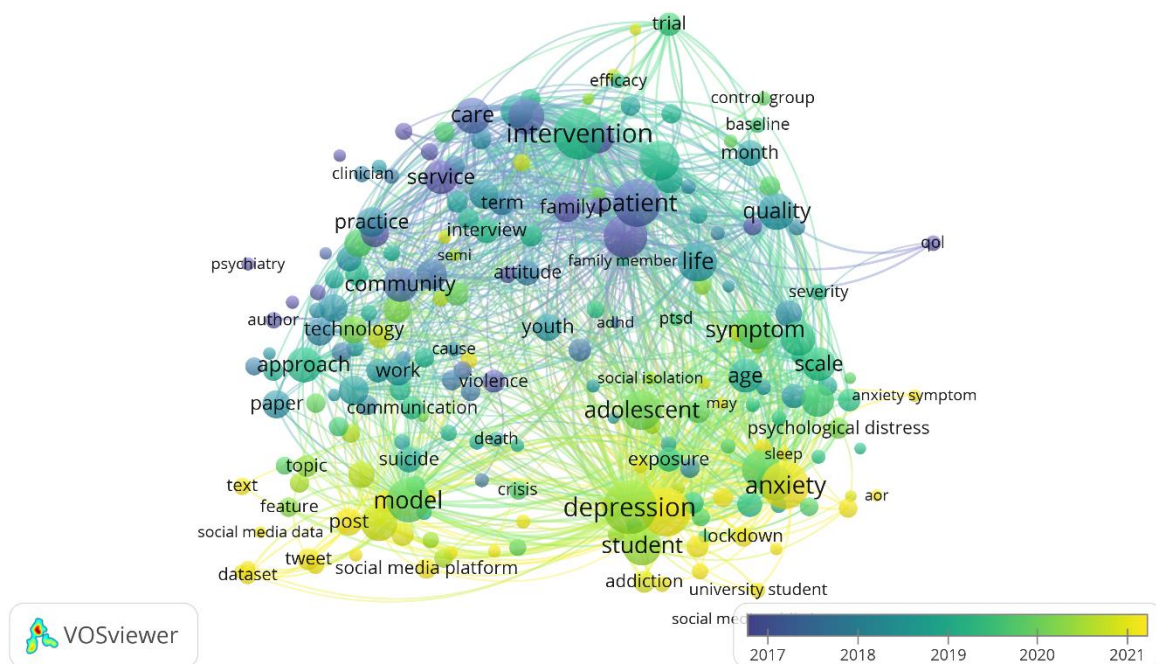 trial
efficacy
control group
care
baseline
intervention
month
clinician
service
term
family
patient
quality
practice
interview
qol
semi
psychiatry
attitude
family member
life
community
severity
author
technology
youth
adhd
ptsd
symptom
cause
approach
work
violence
social isolation
age
scale
paper
communication
adolescent
may
anxiety symptom
death
psychological distress
topic
suicide
exposure
sleep
text
model
crisis
anxiety
aor
feature
depression
post
social media data
student
lockdown
tweet
dataset
social media platform
addiction
university student
VOSviewer
2017
2018
2019
2020
2021